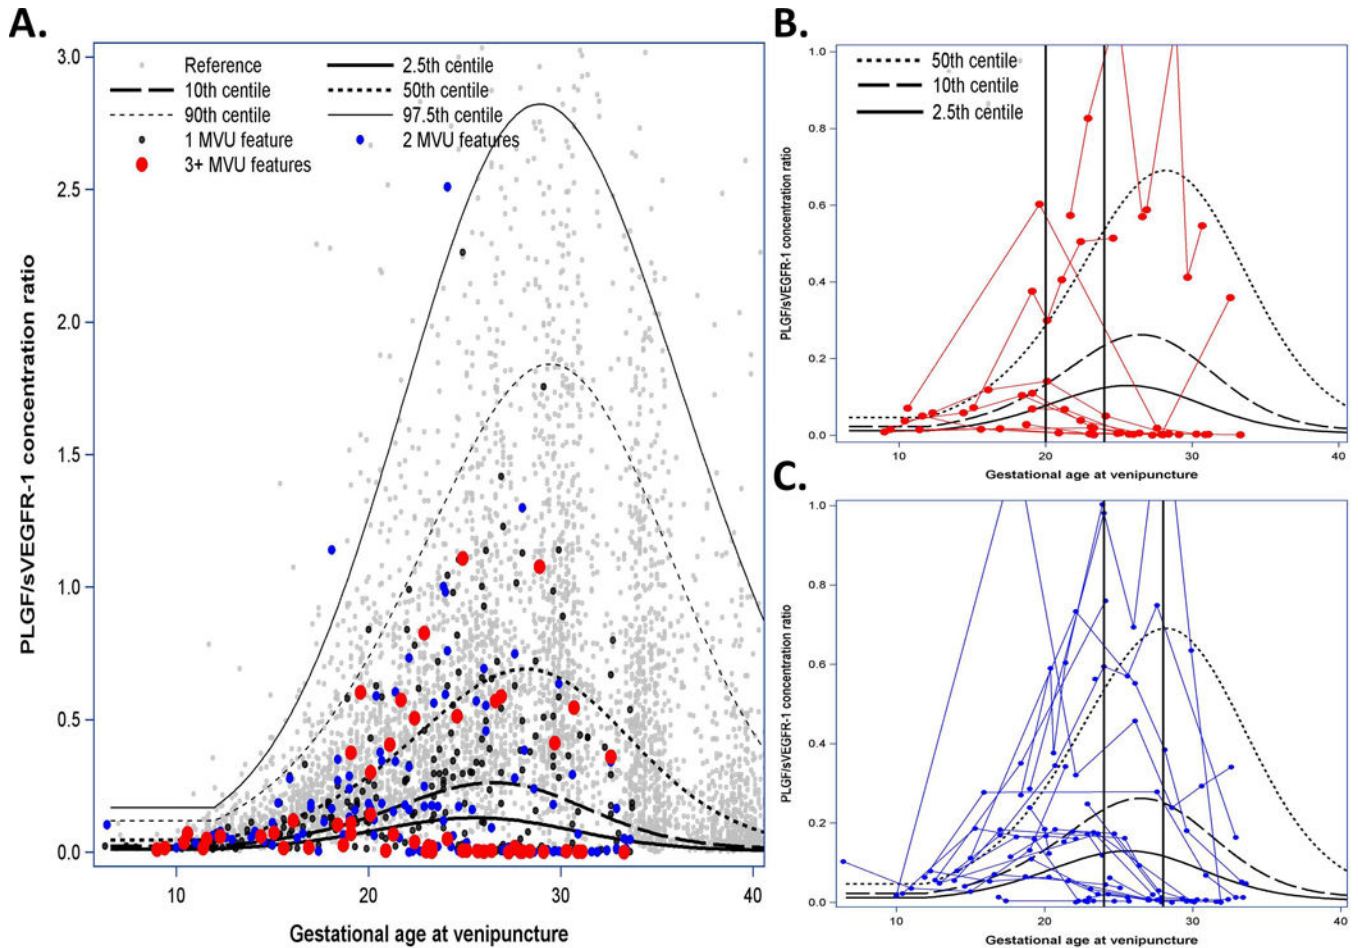 A.
3.0
2.5
2.0
1.5
1.0
0.5
0.0
PLGF/sVEGFR-1 concentration ratio
Reference
2.5th centile
10th centile
50th centile
90th centile
97.5th centile
1 MVU feature
2 MVU features
3+ MVU features
10
20
30
40
Gestational age at venipuncture
B.
1.0
0.8
0.6
0.4
0.2
0.0
PLGF/sVEGFR-1 concentration ratio
50th centile
10th centile
2.5th centile
10
20
30
40
Gestational age at venipuncture
C.
1.0
0.8
0.6
0.4
0.2
0.0
PLGF/sVEGFR-1 concentration ratio
10
20
30
40
Gestational age at venipuncture